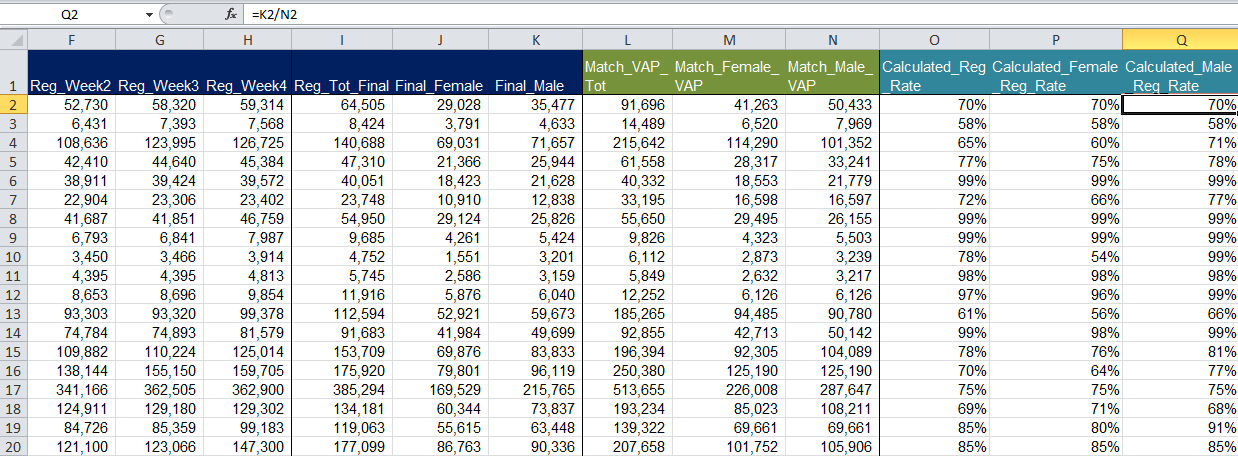 Q2 fx =K2/N2
F G H I J K L M N O P Q
1 Reg_Week2 Reg_Week3 Reg_Week4 Reg_Tot_Final Final_Female Final_Male Match_VAP_Tot Match_Female_VAP Match_Male_VAP Calculated_Reg_Rate Calculated_Female_Reg_Rate Calculated_Male_Reg_Rate
2 52,730 58,320 59,314 64,505 29,028 35,477 91,696 41,263 50,433 70% 70% 70%
3 6,431 7,393 7,568 8,424 3,791 4,633 14,489 6,520 7,969 58% 58% 58%
4 108,636 123,995 126,725 140,688 69,031 71,657 215,642 114,290 101,352 65% 60% 71%
5 42,410 44,640 45,384 47,310 21,366 25,944 61,558 28,317 33,241 77% 75% 78%
6 38,911 39,424 39,572 40,051 18,423 21,628 40,332 18,553 21,779 99% 99% 99%
7 22,904 23,306 23,402 23,748 10,910 12,838 33,195 16,598 16,597 72% 66% 77%
8 41,687 41,851 46,759 54,950 29,124 25,826 55,650 29,495 26,155 99% 99% 99%
9 6,793 6,841 7,987 9,685 4,261 5,424 9,826 4,323 5,503 99% 99% 99%
10 3,450 3,466 3,914 4,752 1,551 3,201 6,112 2,873 3,239 78% 54% 99%
11 4,395 4,395 4,813 5,745 2,586 3,159 5,849 2,632 3,217 98% 98% 98%
12 8,653 8,696 9,854 11,916 5,876 6,040 12,252 6,126 6,126 97% 96% 99%
13 93,303 93,320 99,378 112,594 52,921 59,673 185,265 94,485 90,780 61% 56% 66%
14 74,784 74,893 81,579 91,683 41,984 49,699 92,855 42,713 50,142 99% 98% 99%
15 109,882 110,224 125,014 153,709 69,876 83,833 196,394 92,305 104,089 78% 76% 81%
16 138,144 155,150 159,705 175,920 79,801 96,119 250,380 125,190 125,190 70% 64% 77%
17 341,166 362,505 362,900 385,294 169,529 215,765 513,655 226,008 287,647 75% 75% 75%
18 124,911 129,180 129,302 134,181 60,344 73,837 193,234 85,023 108,211 69% 71% 68%
19 84,726 85,359 99,183 119,063 55,615 63,448 139,322 69,661 69,661 85% 80% 91%
20 121,100 123,066 147,300 177,099 86,763 90,336 207,658 101,752 105,906 85% 85% 85%